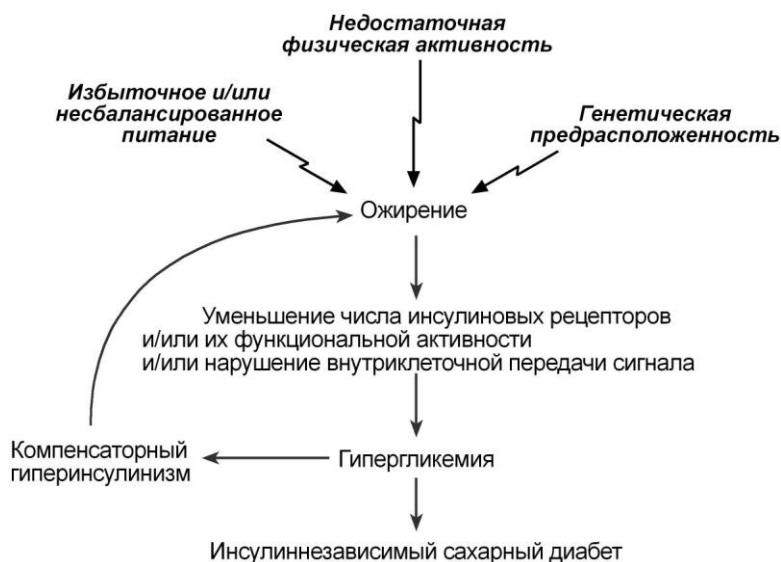 Недостаточная
физическая активность
Избыточное и/или
несбалансированное
питание
Генетическая
предрасположенность
Ожирение
Уменьшение числа инсулиновых рецепторов
и/или их функциональной активности
и/или нарушение внутриклеточной передачи сигнала
Компенсаторный
гиперинсулинизм
Гипергликемия
Инсулиннезависимый сахарный диабет